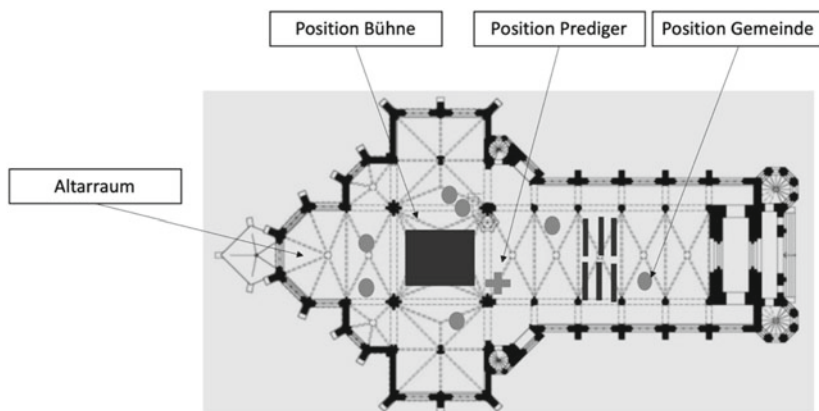 Position Bühne
Position Prediger
Position Gemeinde
Altarraum